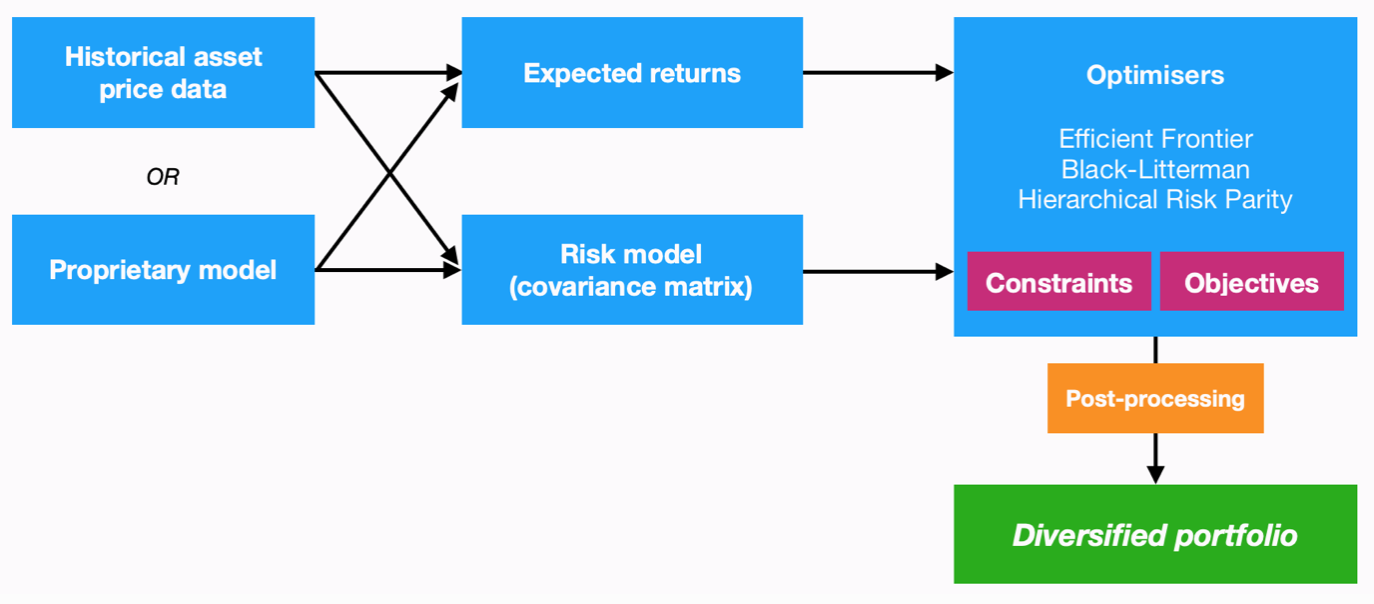 Historical asset
price data
OR
Proprietary model
Expected returns
Risk model
(covariance matrix)
Optimisers
Efficient Frontier
Black-Litterman
Hierarchical Risk Parity
Constraints
Objectives
Post-processing
Diversified portfolio